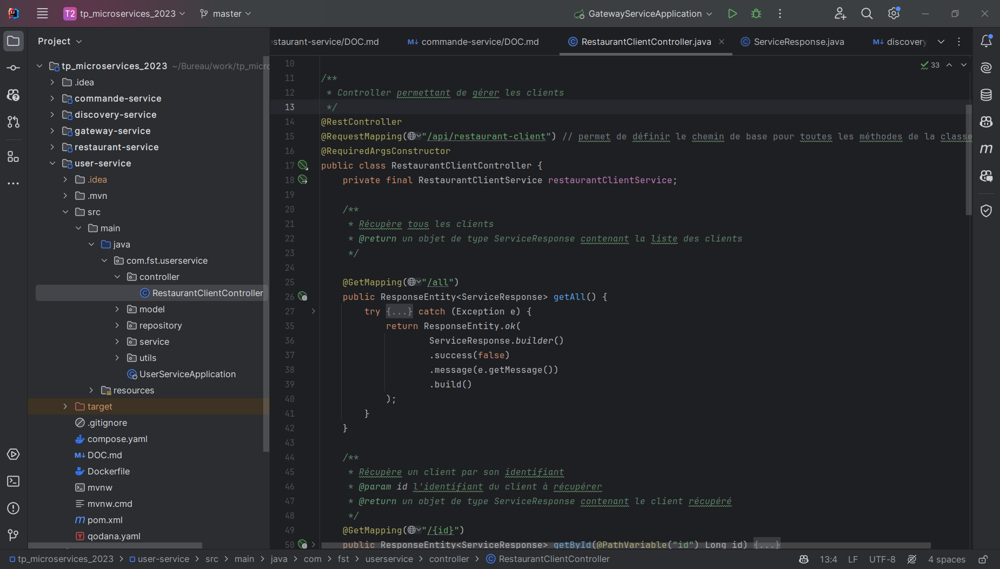 T2 tp_microservices_2023 master GatewayServiceApplication
Project
staurant-service/DOC.md commande-service/DOC.md RestaurantClientController.java ServiceResponse.java discovery
tp_microservices_2023 ~/Bureau/work/tp_micro
.idea
commande-service
discovery-service
gateway-service
restaurant-service
user-service
.idea
.mvn
src
main
java
com.fst.userservice
controller
RestaurantClientController
model
repository
service
utils
UserServiceApplication
resources
target
.gitignore
compose.yaml
DOC.md
Dockerfile
mvnw
mvnw.cmd
pom.xml
qodana.yaml
33
10
11 /**
12 * Controller permettant de gérer les clients
13 */
14 @RestController
15 @RequestMapping("/api/restaurant-client") // permet de définir le chemin de base pour toutes les méthodes de la classe
16 @RequiredArgsConstructor
17 public class RestaurantClientController {
18 private final RestaurantClientService restaurantClientService;
19
20 /**
21 * Récupère tous les clients
22 * @return un objet de type ServiceResponse contenant la liste des clients
23 */
24
25 @GetMapping("/all")
26 public ResponseEntity<ServiceResponse> getAll() {
27 try {...} catch (Exception e) {
35 return ResponseEntity.ok(
36 ServiceResponse.builder()
37 .success(false)
38 .message(e.getMessage())
39 .build()
40 );
41 }
42 }
43
44 /**
45 * Récupère un client par son identifiant
46 * @param id l'identifiant du client à récupérer
47 * @return un objet de type ServiceResponse contenant le client récupéré
48 */
49 @GetMapping("/{id}")
50 public ResponseEntity<ServiceResponse> getById(@PathVariable("id") Long id) {...}
tp_microservices_2023 > user-service > src > main > java > com > fst > userservice > controller > RestaurantClientController
13:4 LF UTF-8 4 spaces